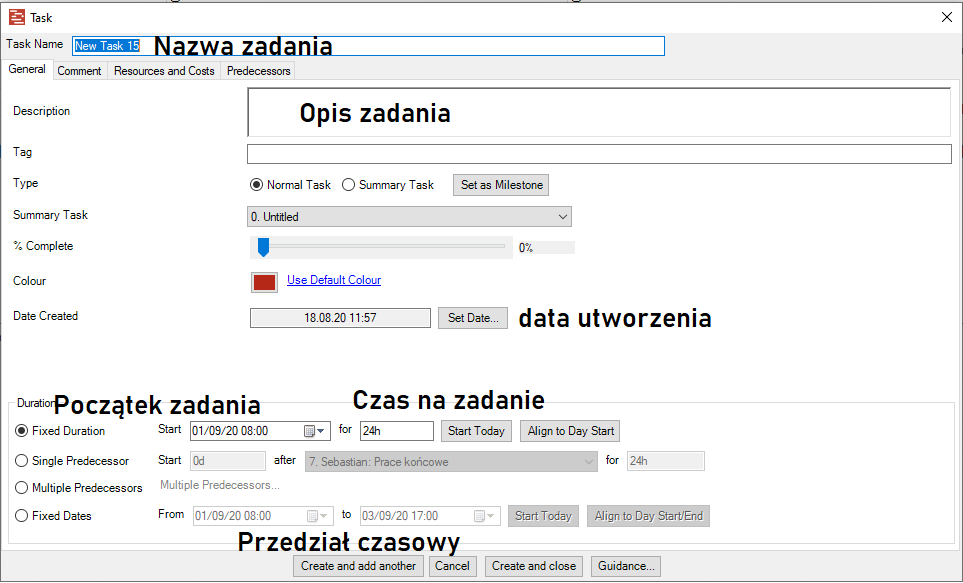 Task
Task Name New Task 15 Nazwa zadania
General Comment Resources and Costs Predecessors
Description Opis zadania
Tag
Type Normal Task Summary Task Set as Milestone
Summary Task 0. Untitled
% Complete 0%
Colour Use Default Colour
Date Created 18.08.20 11:57 Set Date... data utworzenia
Duration Początek zadania Czas na zadanie
Fixed Duration Start 01/09/20 08:00 for 24h Start Today Align to Day Start
Single Predecessor Start 0d after 7. Sebastian: Prace końcowe for 24h
Multiple Predecessors Multiple Predecessors...
Fixed Dates From 01/09/20 08:00 to 03/09/20 17:00 Start Today Align to Day Start/End
Przedział czasowy
Create and add another Cancel Create and close Guidance...